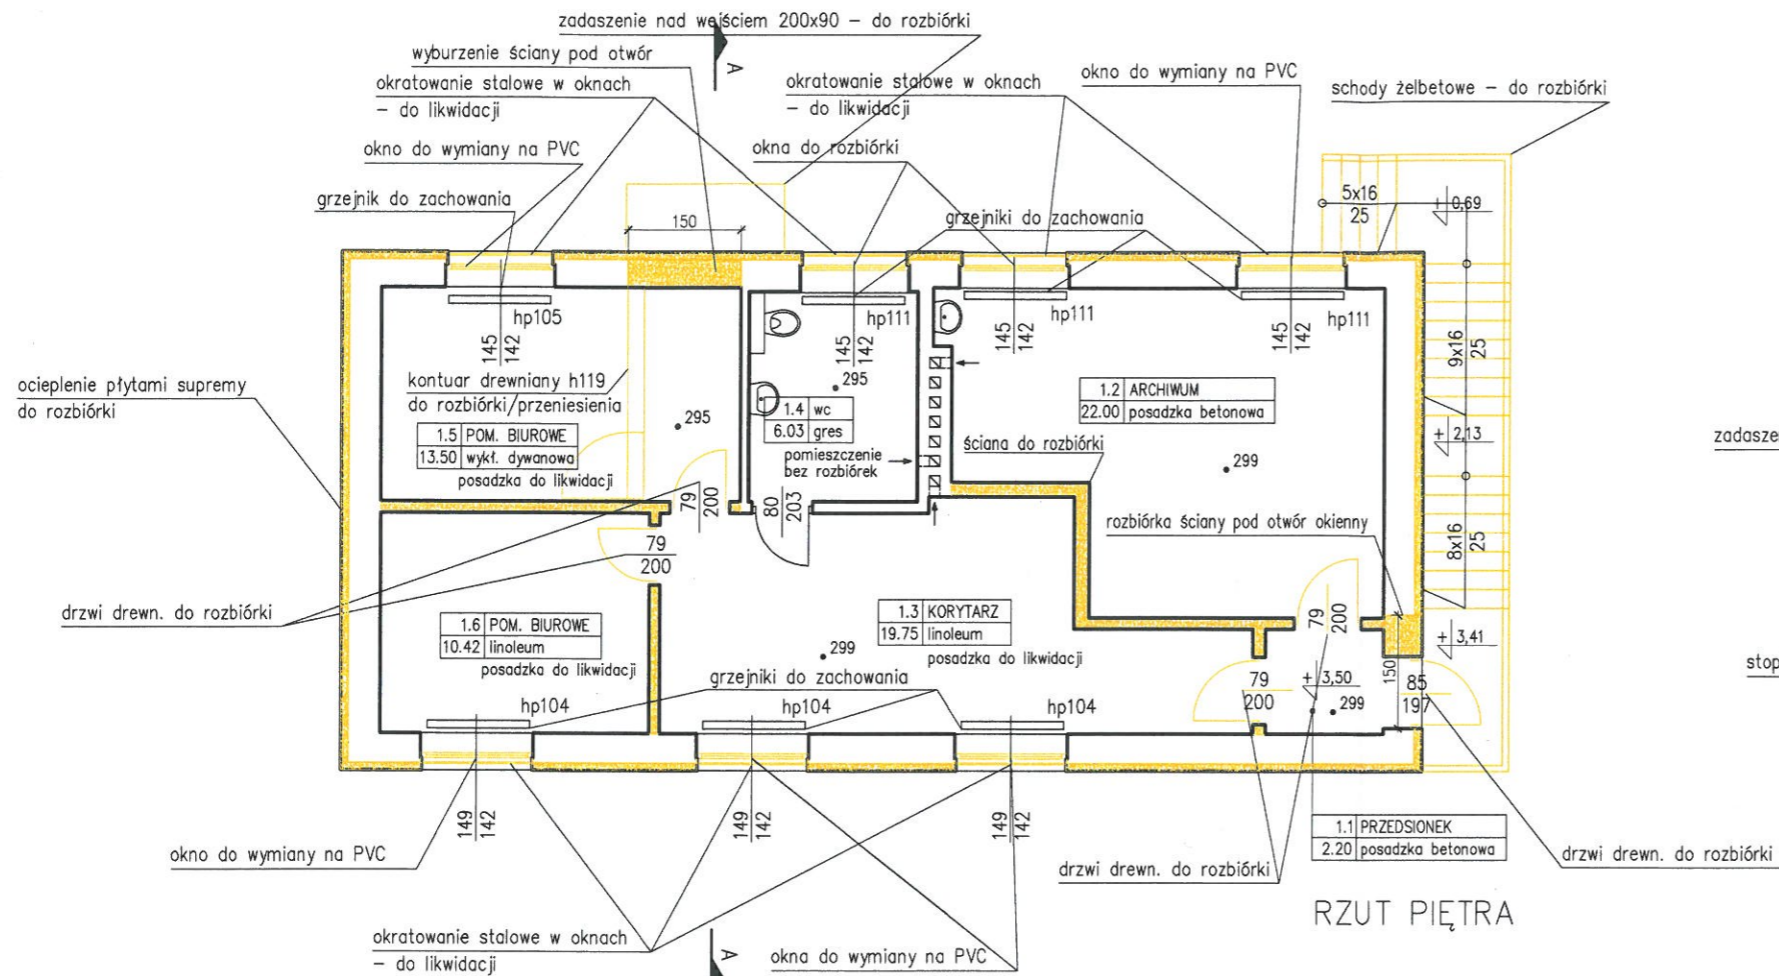 zadaszenie nad wejściem 200x90 – do rozbiórki
wyburzenie ściany pod otwór
A
okratowanie stalowe w oknach
– do likwidacji
okratowanie stalowe w oknach
– do likwidacji
okno do wymiany na PVC
schody żelbetowe – do rozbiórki
okno do wymiany na PVC
okna do rozbiórki
grzejnik do zachowania
150
grzejniki do zachowania
5x16
25
+ 0,69
hp105
145
142
hp111
145
142
hp111
145
142
hp111
145
142
9x16
25
ocieplenie płytami supremy
do rozbiórki
kontuar drewniany h119
do rozbiórki/przeniesienia
295
295
1.5 POM. BIUROWE
13.50 wykł. dywanowa
posadzka do likwidacji
1.4 wc
6.03 gres
pomieszczenie
bez rozbiórek
1.2 ARCHIWUM
22.00 posadzka betonowa
ściana do rozbiórki
299
+ 2,13
zadasze
79
200
80
203
rozbiórka ściany pod otwór okienny
8x16
25
79
200
drzwi drewn. do rozbiórki
1.6 POM. BIUROWE
10.42 linoleum
posadzka do likwidacji
1.3 KORYTARZ
19.75 linoleum
posadzka do likwidacji
299
79
200
+ 3,41
grzejniki do zachowania
79
200
+ 3,50
299
150
85
197
stop
hp104
hp104
hp104
149
142
149
142
149
142
1.1 PRZEDSIONEK
2.20 posadzka betonowa
okno do wymiany na PVC
drzwi drewn. do rozbiórki
drzwi drewn. do rozbiórki
RZUT PIĘTRA
okratowanie stalowe w oknach
– do likwidacji
A
okna do wymiany na PVC